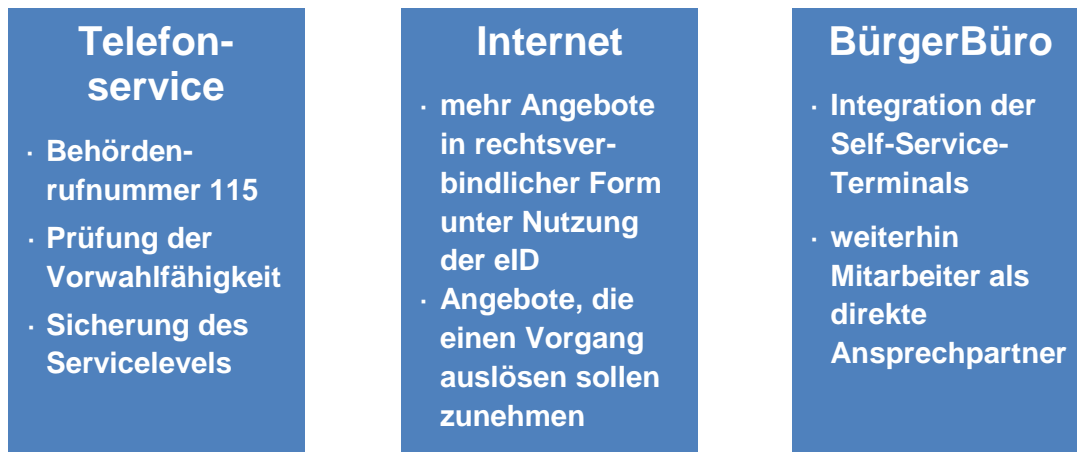 Telefon-
service
· Behörden-
rufnummer 115
· Prüfung der
Vorwahlfähigkeit
· Sicherung des
Servicelevels
Internet
· mehr Angebote
in rechtsver-
bindlicher Form
unter Nutzung
der eID
· Angebote, die
einen Vorgang
auslösen sollen
zunehmen
BürgerBüro
· Integration der
Self-Service-
Terminals
· weiterhin
Mitarbeiter als
direkte
Ansprechpartner